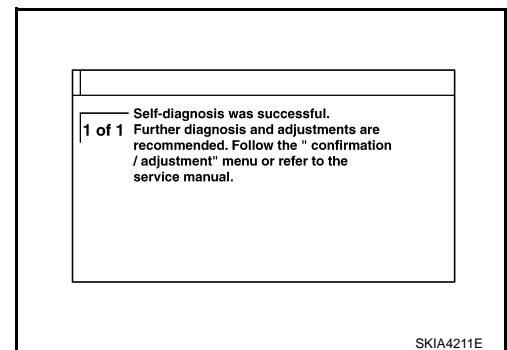 Self-diagnosis was successful.
1 of 1 Further diagnosis and adjustments are
recommended. Follow the " confirmation
/ adjustment" menu or refer to the
service manual.
SKIA4211E